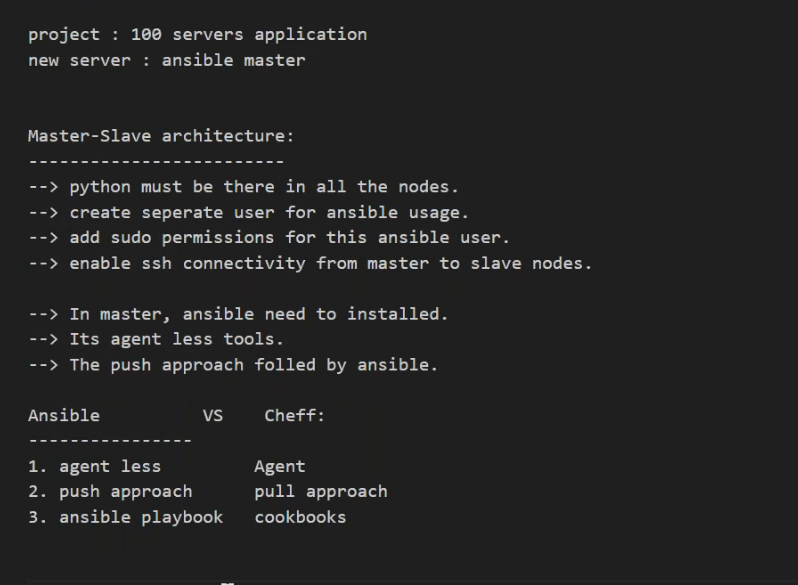 project : 100 servers application
new server : ansible master
Master-Slave architecture:
-------------------------
--> python must be there in all the nodes.
--> create seperate user for ansible usage.
--> add sudo permissions for this ansible user.
--> enable ssh connectivity from master to slave nodes.
--> In master, ansible need to installed.
--> Its agent less tools.
--> The push approach folled by ansible.
Ansible          VS    Cheff:
----------------
1. agent less         Agent
2. push approach      pull approach
3. ansible playbook   cookbooks